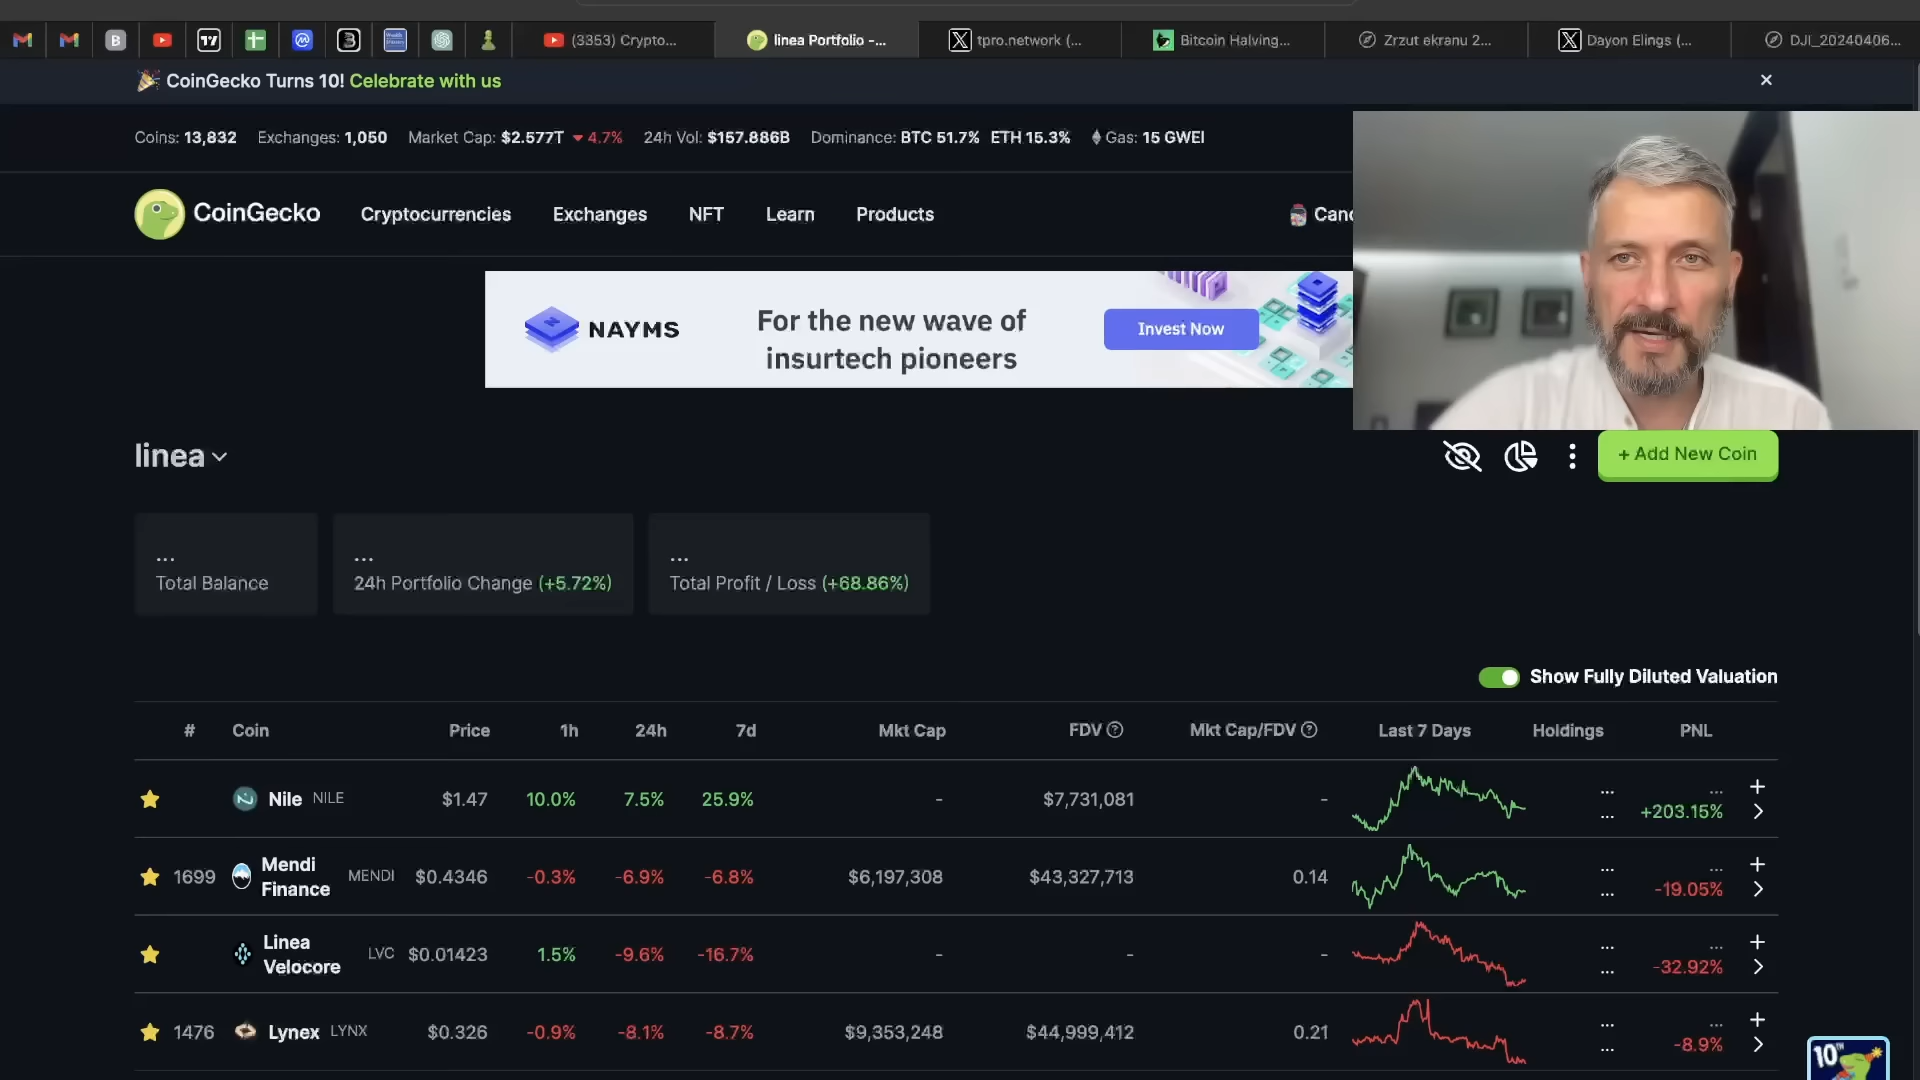 (3353) Crypto...
linea Portfolio -...
tpro.network (...
Bitcoin Halving...
Zrzut ekranu 2...
Dayon Elings (...
DJI_20240406...
CoinGecko Turns 10! Celebrate with us
Coins: 13,832 Exchanges: 1,050 Market Cap: $2.577T 4.7% 24h Vol: $157.886B Dominance: BTC 51.7% ETH 15.3% Gas: 15 GWEI
CoinGecko Cryptocurrencies Exchanges NFT Learn Products Canc
NAYMS
For the new wave of
insurtech pioneers
Invest Now
linea
+ Add New Coin
...
Total Balance
...
24h Portfolio Change (+5.72%)
...
Total Profit / Loss (+68.86%)
Show Fully Diluted Valuation
# Coin Price 1h 24h 7d Mkt Cap FDV Mkt Cap/FDV Last 7 Days Holdings PNL
Nile NILE $1.47 10.0% 7.5% 25.9% - $7,731,081 - ... ... ... +203.15%
1699 Mendi Finance MENDI $0.4346 -0.3% -6.9% -6.8% $6,197,308 $43,327,713 0.14 ... ... ... -19.05%
Linea Velocore LVC $0.01423 1.5% -9.6% -16.7% - - - ... ... ... -32.92%
1476 Lynex LYNX $0.326 -0.9% -8.1% -8.7% $9,353,248 $44,999,412 0.21 ... ... ... -8.9%
10TH